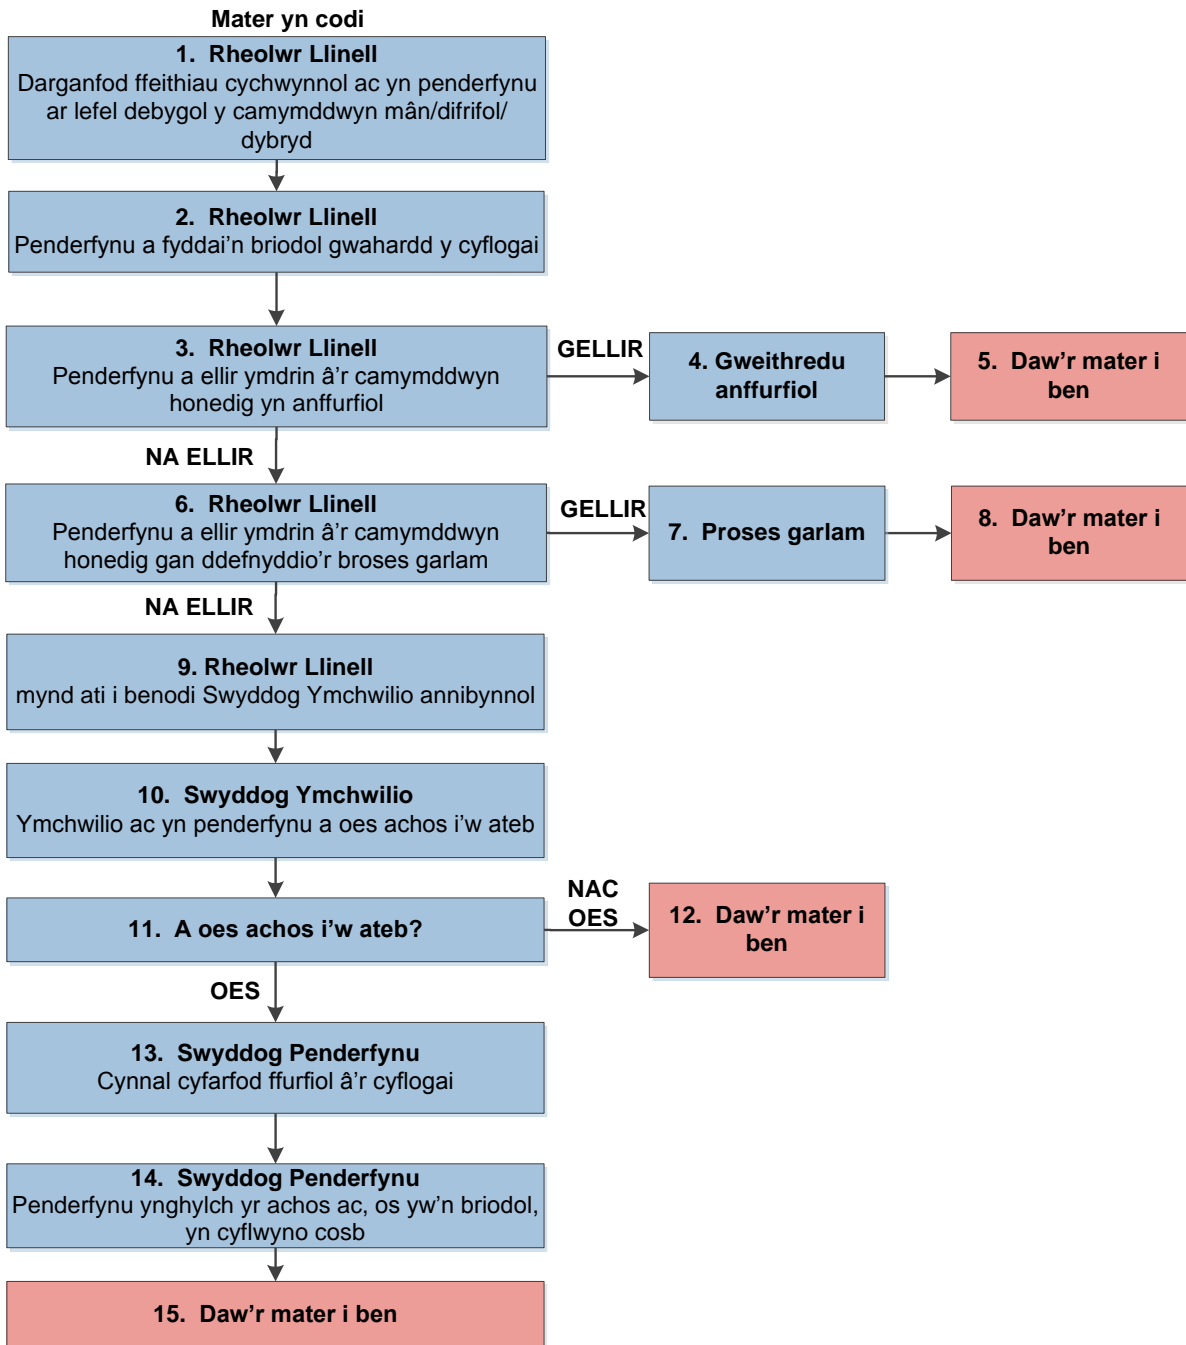 Mater yn codi
1. Rheolwr Llinell
Darganfod ffeithiau cychwynnol ac yn penderfynu
ar lefel debygol y camymddwyn mân/difrifol/
dybryd
2. Rheolwr Llinell
Penderfynu a fyddai’n briodol gwahardd y cyflogai
3. Rheolwr Llinell
Penderfynu a ellir ymdrin â’r camymddwyn
honedig yn anffurfiol
GELLIR
4. Gweithredu
anffurfiol
5. Daw’r mater i
ben
NA ELLIR
6. Rheolwr Llinell
Penderfynu a ellir ymdrin â’r camymddwyn
honedig gan ddefnyddio’r broses garlam
GELLIR
7. Proses garlam
8. Daw’r mater i
ben
NA ELLIR
9. Rheolwr Llinell
mynd ati i benodi Swyddog Ymchwilio annibynnol
10. Swyddog Ymchwilio
Ymchwilio ac yn penderfynu a oes achos i’w ateb
11. A oes achos i’w ateb?
NAC
OES
12. Daw’r mater i
ben
OES
13. Swyddog Penderfynu
Cynnal cyfarfod ffurfiol â’r cyflogai
14. Swyddog Penderfynu
Penderfynu ynghylch yr achos ac, os yw’n briodol,
yn cyflwyno cosb
15. Daw’r mater i ben